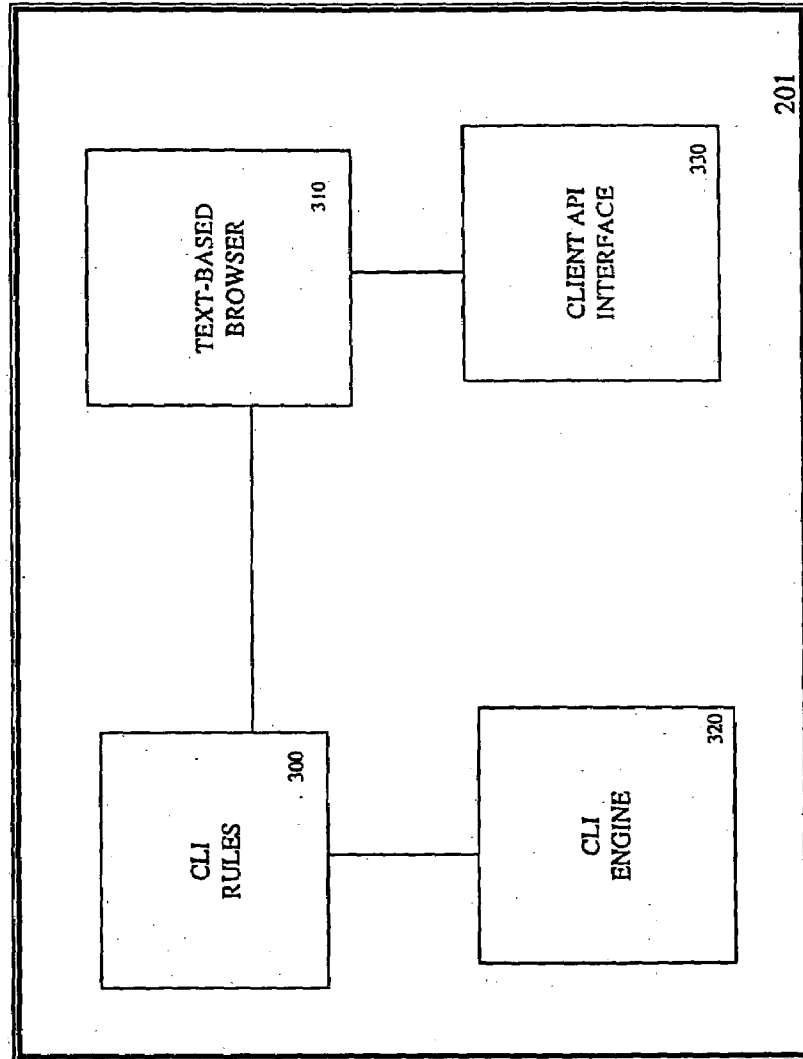 CLI
RULES
300
TEXT-BASED
BROWSER
310
CLI
ENGINE
320
CLIENT API
INTERFACE
330
201